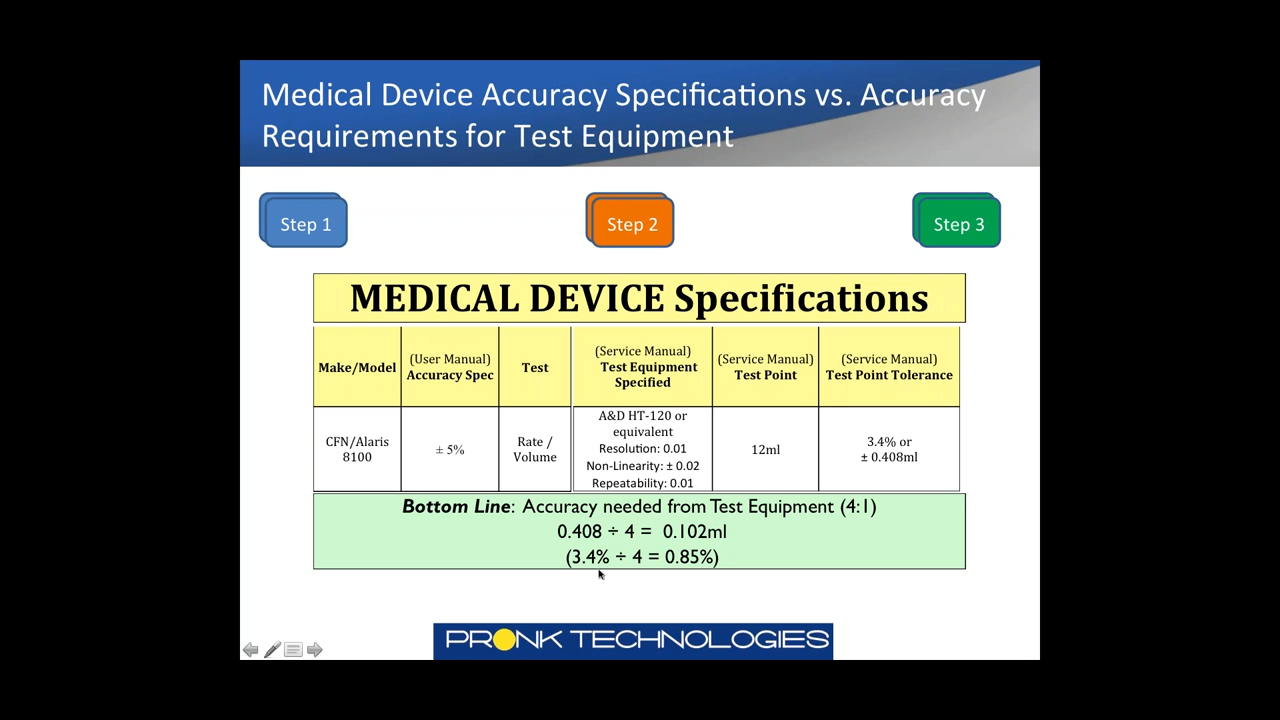 Medical Device Accuracy Specifications vs. Accuracy
Requirements for Test Equipment
Step 1
Step 2
Step 3
MEDICAL DEVICE Specifications
Make/Model
(User Manual)
Accuracy Spec
Test
(Service Manual)
Test Equipment
Specified
(Service Manual)
Test Point
(Service Manual)
Test Point Tolerance
CFN/Alaris
8100
± 5%
Rate /
Volume
A&D HT-120 or
equivalent
Resolution: 0.01
Non-Linearity: ± 0.02
Repeatability: 0.01
12ml
3.4% or
± 0.408ml
Bottom Line: Accuracy needed from Test Equipment (4:1)
0.408 ÷ 4 = 0.102ml
(3.4% ÷ 4 = 0.85%)
PRONK TECHNOLOGIES